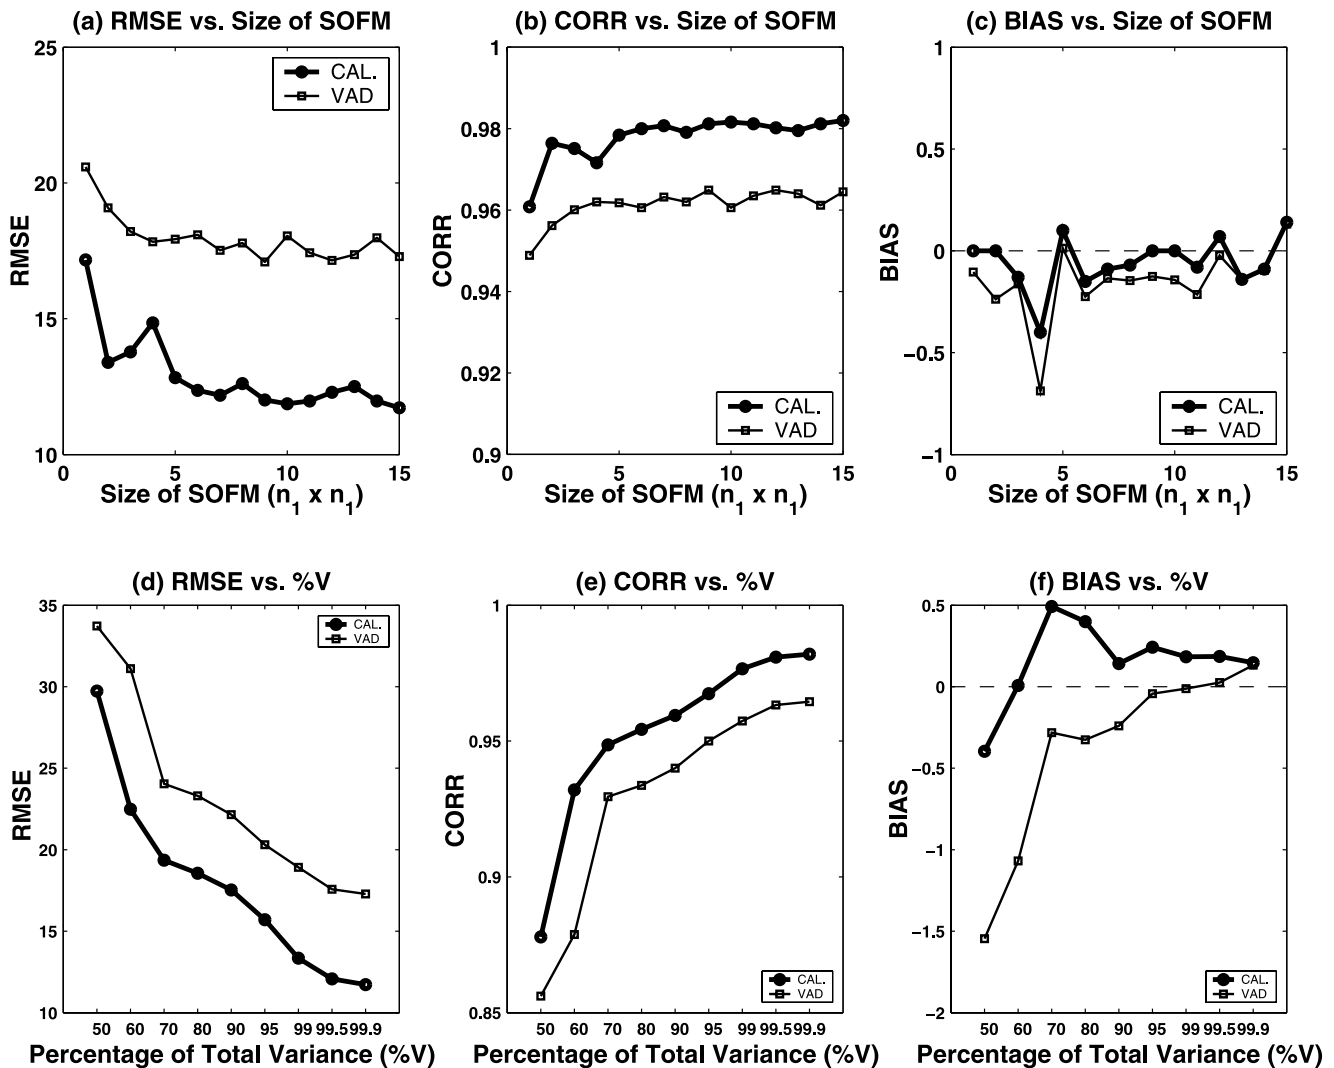 (a) RMSE vs. Size of SOFM
25
20
15
10
RMSE
CAL.
VAD
0 5 10 15
Size of SOFM (n1 x n1)
(b) CORR vs. Size of SOFM
1
0.98
0.96
0.94
0.92
0.9
CORR
CAL.
VAD
0 5 10 15
Size of SOFM (n1 x n1)
(c) BIAS vs. Size of SOFM
1
0.5
0
−0.5
−1
BIAS
CAL.
VAD
0 5 10 15
Size of SOFM (n1 x n1)
(d) RMSE vs. %V
35
30
25
20
15
10
RMSE
CAL.
VAD
50 60 70 80 90 95 99 99.5 99.9
Percentage of Total Variance (%V)
(e) CORR vs. %V
1
0.95
0.9
0.85
CORR
CAL.
VAD
50 60 70 80 90 95 99 99.5 99.9
Percentage of Total Variance (%V)
(f) BIAS vs. %V
0.5
0
−0.5
−1
−1.5
−2
BIAS
CAL.
VAD
50 60 70 80 90 95 99 99.5 99.9
Percentage of Total Variance (%V)